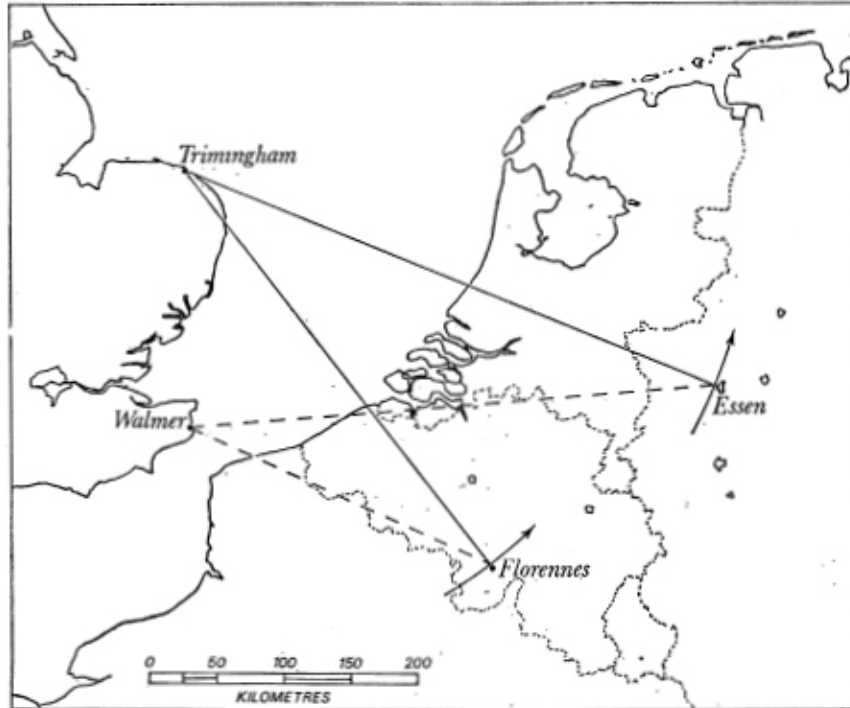 Trimingham
Walmer
Essen
Florennes
0 50 100 150 200
KILOMETRES